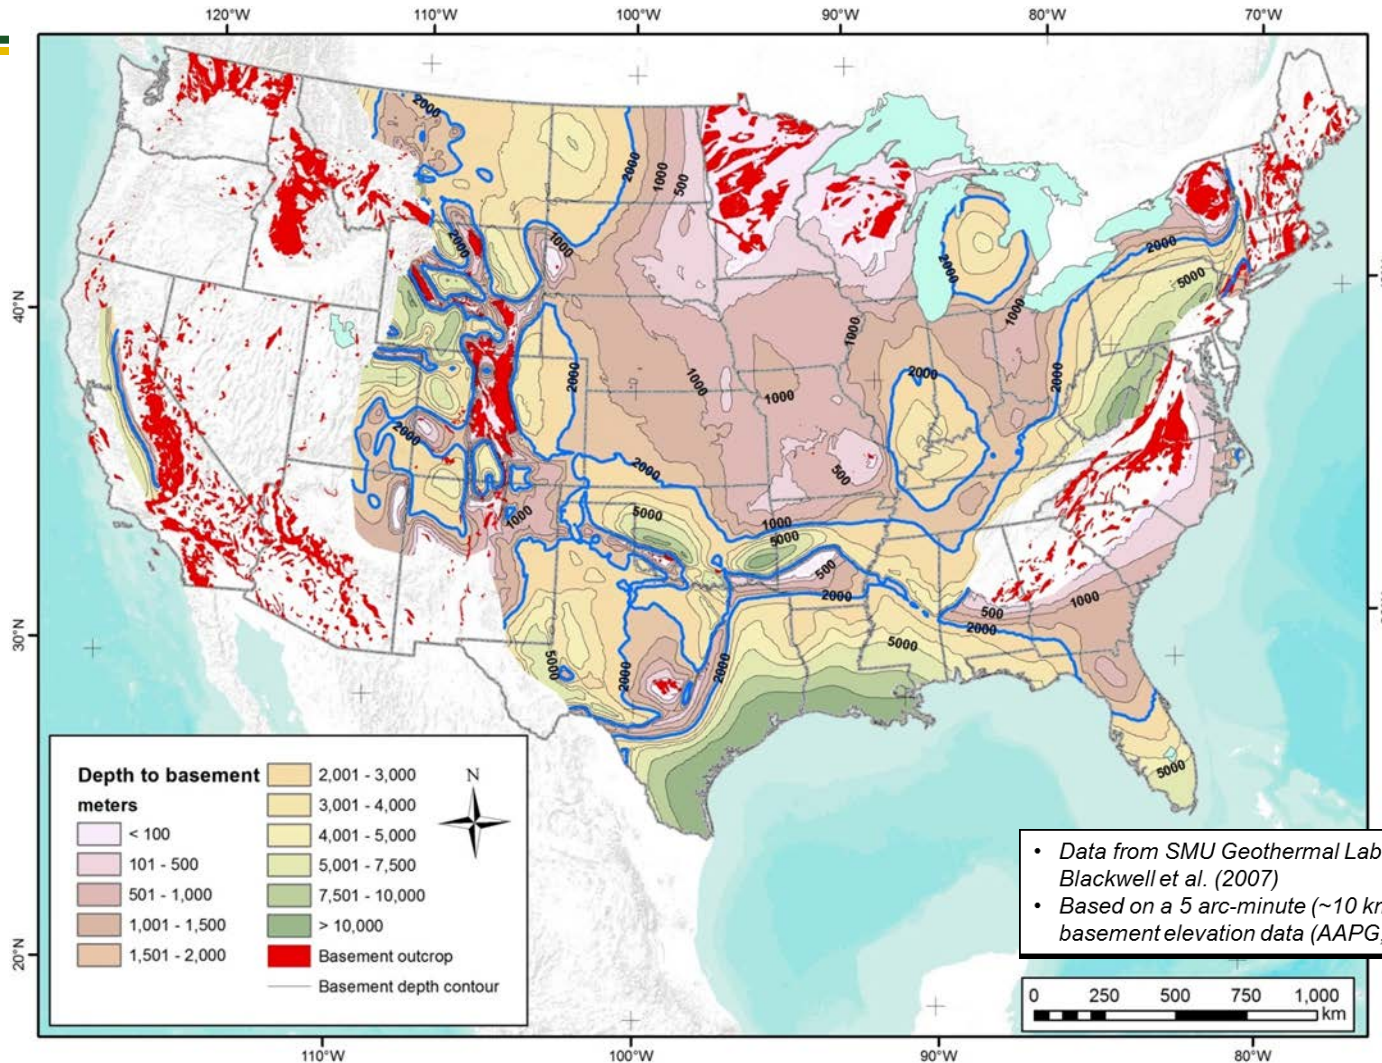 120°W 110°W 100°W 90°W 80°W 70°W
40°N
30°N
20°N
2000
2000
1000
500
2000
1000
2000
2000
5000
2000
1000
1000
2000
1000
1000
2000
2000
1000
500
2000
2000
5000
1000
5000
1000
500
2000
500
1000
2000
5000
5000
2000
2000
5000
Depth to basement
meters
< 100
101 - 500
501 - 1,000
1,001 - 1,500
1,501 - 2,000
2,001 - 3,000
3,001 - 4,000
4,001 - 5,000
5,001 - 7,500
7,501 - 10,000
> 10,000
Basement outcrop
Basement depth contour
N
• Data from SMU Geothermal Lab
Blackwell et al. (2007)
• Based on a 5 arc-minute (~10 km
basement elevation data (AAPG,
0 250 500 750 1,000
km
110°W 100°W 90°W 80°W